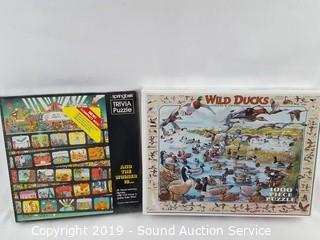 springbok
TRIVIA
Puzzle
AND
THE
WINNER
IS...
WILD DUCKS
1000
PIECE
PUZZLE
Copyright 2019 - Sound Auction Service